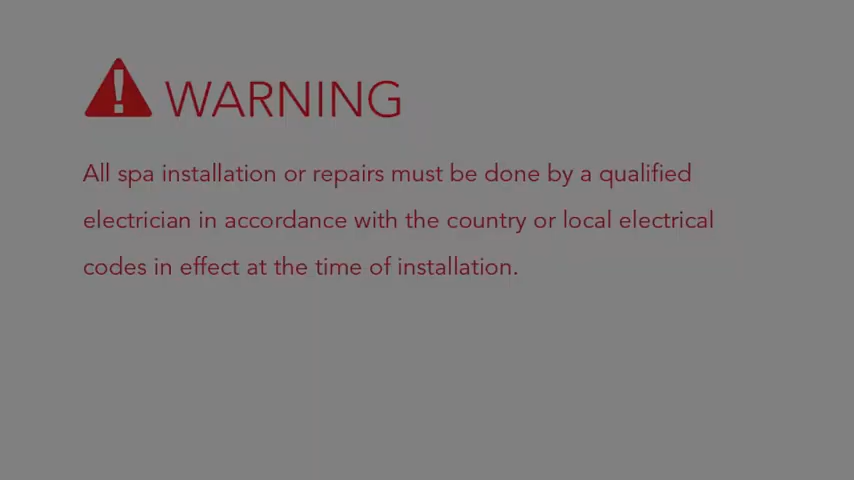 WARNING
All spa installation or repairs must be done by a qualified
electrician in accordance with the country or local electrical
codes in effect at the time of installation.